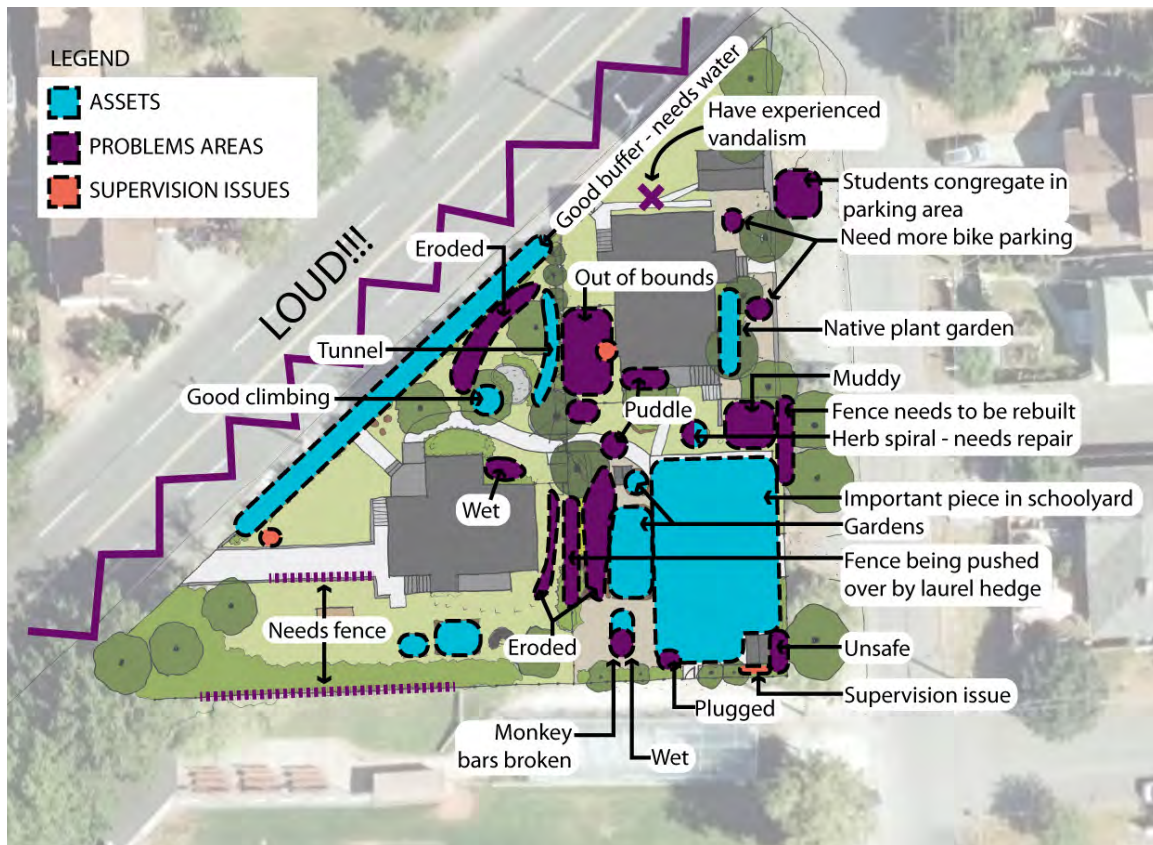 LEGEND
ASSETS
PROBLEMS AREAS
SUPERVISION ISSUES
LOUD!!!!
Good buffer - needs water
Have experienced
vandalism
Students congregate in
parking area
Need more bike parking
Eroded
Out of bounds
Tunnel
Native plant garden
Good climbing
Puddle
Muddy
Fence needs to be rebuilt
Herb spiral - needs repair
Wet
Important piece in schoolyard
Gardens
Fence being pushed
over by laurel hedge
Needs fence
Eroded
Unsafe
Supervision issue
Plugged
Monkey
bars broken
Wet